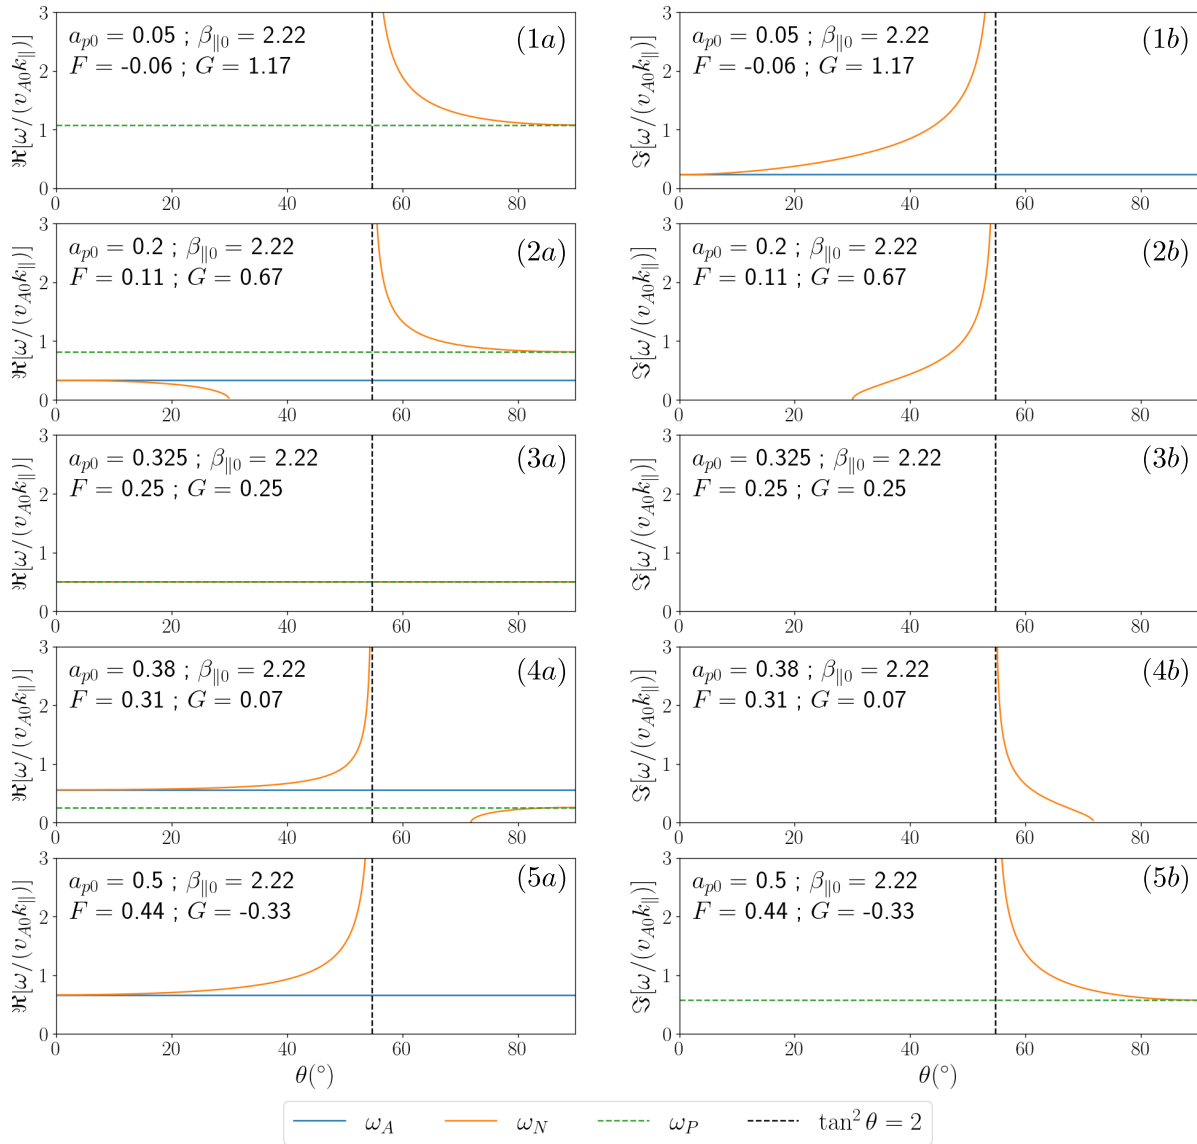 ℜ[ω/(v_{A0}k_∥)]
3
2
1
0
a_{p0} = 0.05 ; β_{∥0} = 2.22
F = -0.06 ; G = 1.17
(1a)
0 20 40 60 80
ℑ[ω/(v_{A0}k_∥)]
3
2
1
0
a_{p0} = 0.05 ; β_{∥0} = 2.22
F = -0.06 ; G = 1.17
(1b)
0 20 40 60 80
ℜ[ω/(v_{A0}k_∥)]
3
2
1
0
a_{p0} = 0.2 ; β_{∥0} = 2.22
F = 0.11 ; G = 0.67
(2a)
0 20 40 60 80
ℑ[ω/(v_{A0}k_∥)]
3
2
1
0
a_{p0} = 0.2 ; β_{∥0} = 2.22
F = 0.11 ; G = 0.67
(2b)
0 20 40 60 80
ℜ[ω/(v_{A0}k_∥)]
3
2
1
0
a_{p0} = 0.325 ; β_{∥0} = 2.22
F = 0.25 ; G = 0.25
(3a)
0 20 40 60 80
ℑ[ω/(v_{A0}k_∥)]
3
2
1
0
a_{p0} = 0.325 ; β_{∥0} = 2.22
F = 0.25 ; G = 0.25
(3b)
0 20 40 60 80
ℜ[ω/(v_{A0}k_∥)]
3
2
1
0
a_{p0} = 0.38 ; β_{∥0} = 2.22
F = 0.31 ; G = 0.07
(4a)
0 20 40 60 80
ℑ[ω/(v_{A0}k_∥)]
3
2
1
0
a_{p0} = 0.38 ; β_{∥0} = 2.22
F = 0.31 ; G = 0.07
(4b)
0 20 40 60 80
ℜ[ω/(v_{A0}k_∥)]
3
2
1
0
a_{p0} = 0.5 ; β_{∥0} = 2.22
F = 0.44 ; G = -0.33
(5a)
0 20 40 60 80
θ(°)
ℑ[ω/(v_{A0}k_∥)]
3
2
1
0
a_{p0} = 0.5 ; β_{∥0} = 2.22
F = 0.44 ; G = -0.33
(5b)
0 20 40 60 80
θ(°)
ω_A ω_N ω_P tan² θ = 2